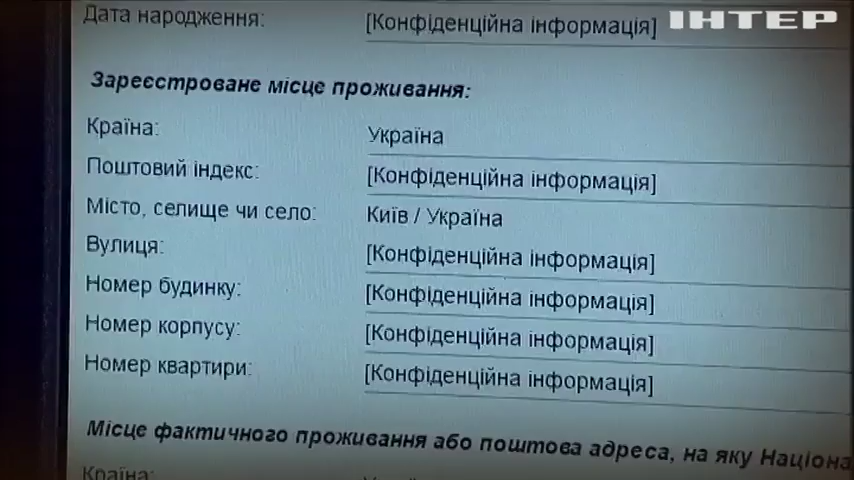 ІНТЕР
Дата народження: [Конфіденційна інформація]
Зареєстроване місце проживання:
Країна: Україна
Поштовий індекс: [Конфіденційна інформація]
Місто, селище чи село: Київ / Україна
Вулиця: [Конфіденційна інформація]
Номер будинку: [Конфіденційна інформація]
Номер корпусу: [Конфіденційна інформація]
Номер квартири: [Конфіденційна інформація]
Місце фактичного проживання або поштова адреса, на яку Націона
Країна: